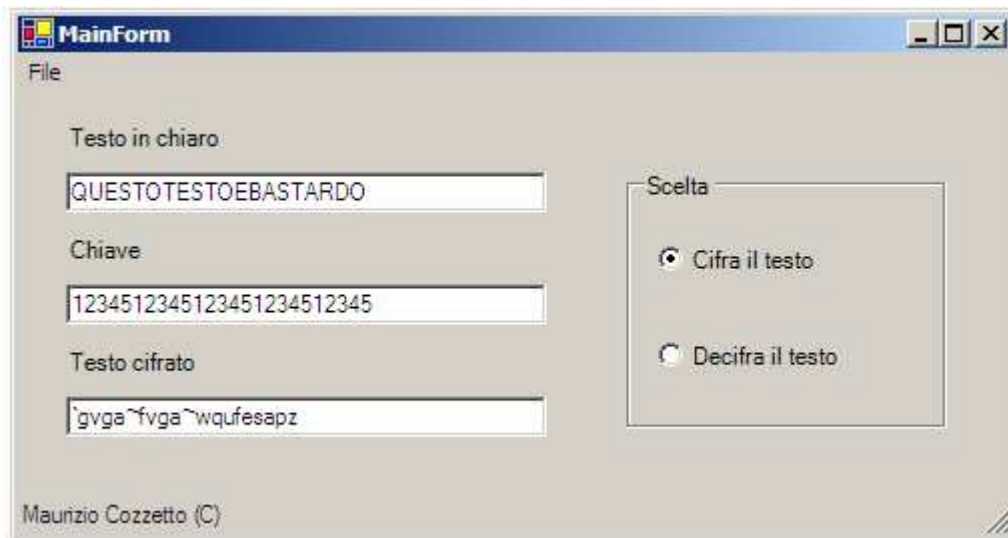 MainForm
File
Testo in chiaro
QUESTOTESTOEBASTARDO
Scelta
Chiave
Cifra il testo
1234512345123451234512345
Testo cifrato
Decifra il testo
`gvga~fvga~wqufesapz
Maurizio Cozzetto (C)